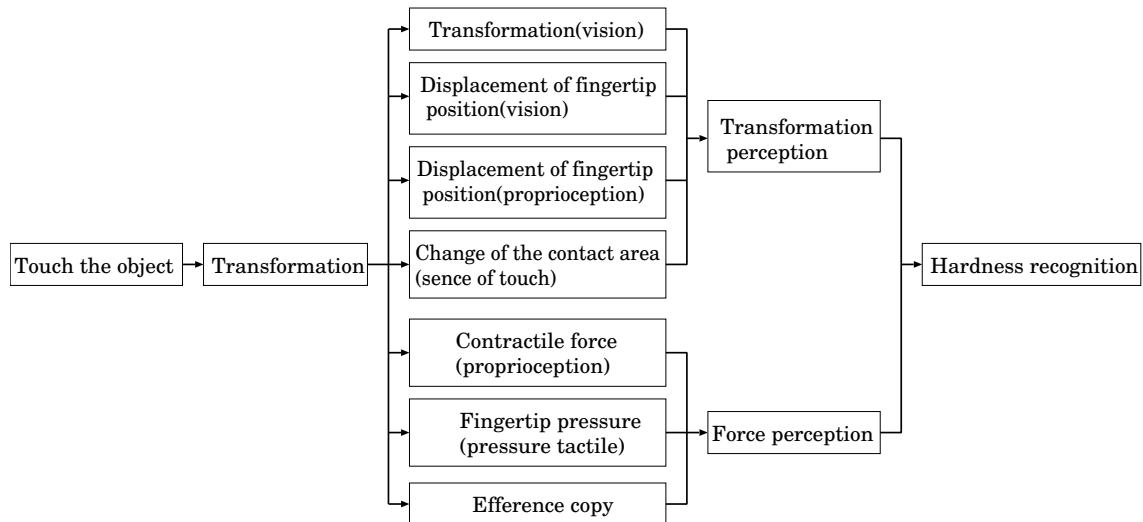 Touch the object
Transformation
Transformation(vision)
Displacement of fingertip
position(vision)
Displacement of fingertip
position(proprioception)
Change of the contact area
(sence of touch)
Contractile force
(proprioception)
Fingertip pressure
(pressure tactile)
Efference copy
Transformation
perception
Force perception
Hardness recognition